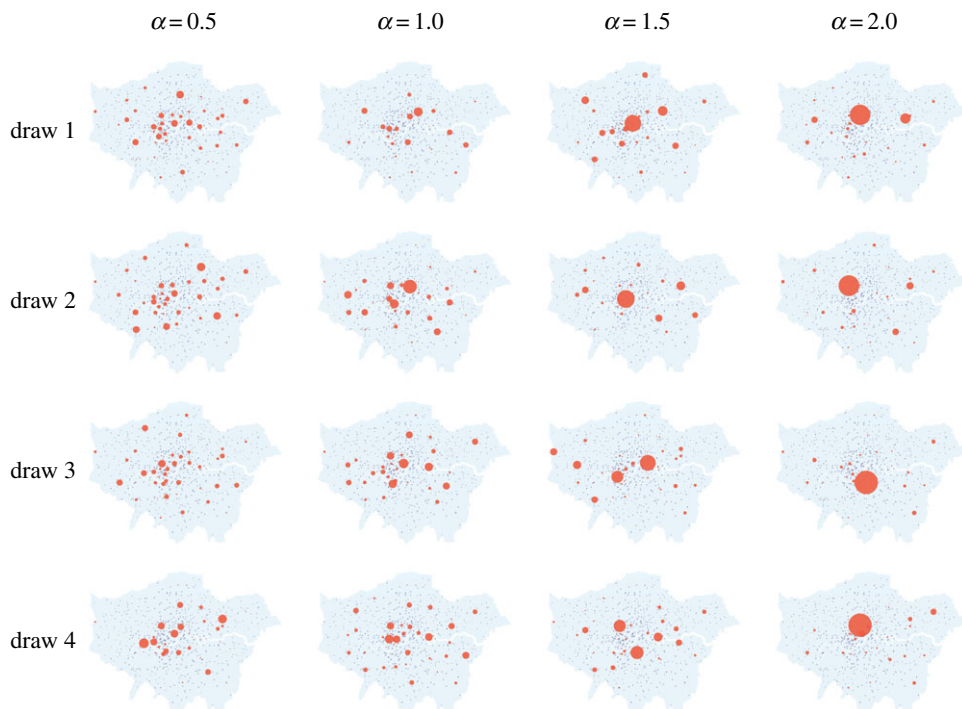 α = 0.5 α = 1.0 α = 1.5 α = 2.0
draw 1
draw 2
draw 3
draw 4